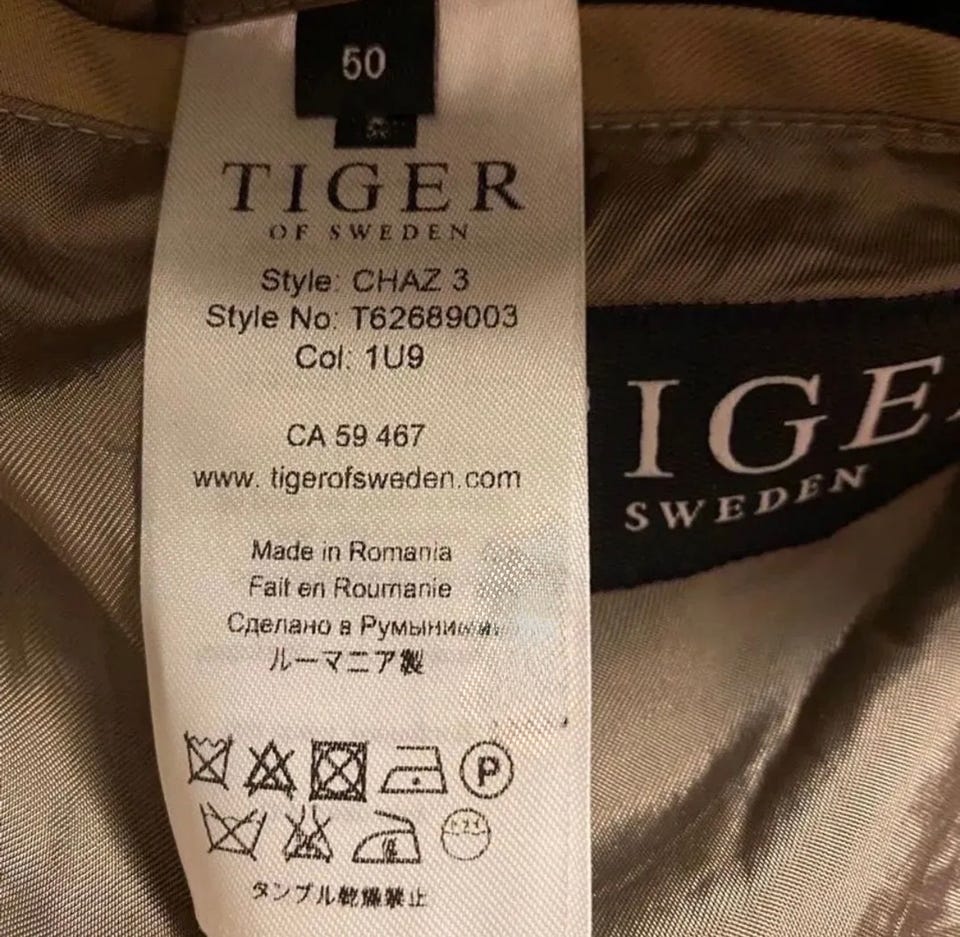 50
TIGER
OF SWEDEN
Style: CHAZ 3
Style No: T62689003
Col: 1U9
CA 59 467
www. tigerofsweden.com
Made in Romania
Fait en Roumanie
Сделано в Румынии
ルーマニア製
P
タンブル乾燥禁止
IGE
SWEDEN